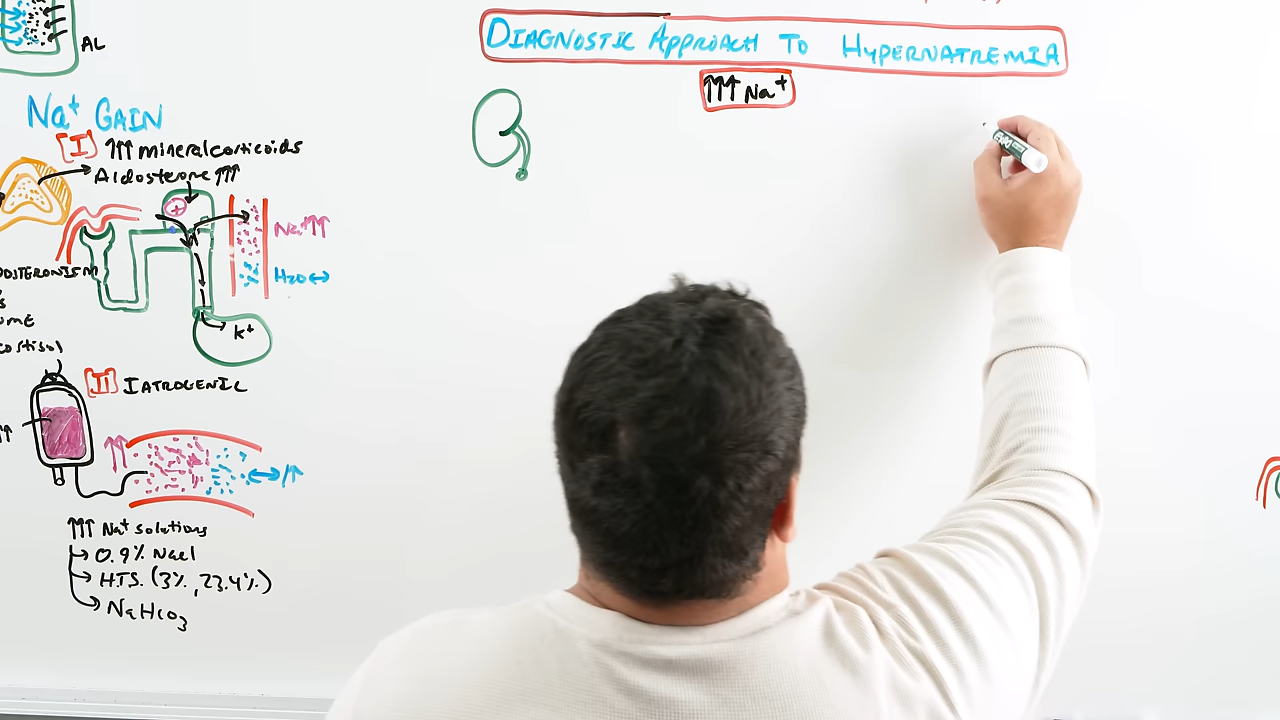 AL
Na⁺ GAIN
[I] ↑↑↑ mineralcorticoids
Aldosterone ↑↑↑
+
Na⁺↑↑
H2O ↔
K⁺
[II] IATROGENIC
↑↑
↔/↑
↑↑↑ Na⁺ solutions
→ 0.9% NaCl
→ HTS (3%, 23.4%)
→ NaHCO3
DIAGNOSTIC APPROACH TO HYPERNATREMIA
↑↑↑ Na⁺